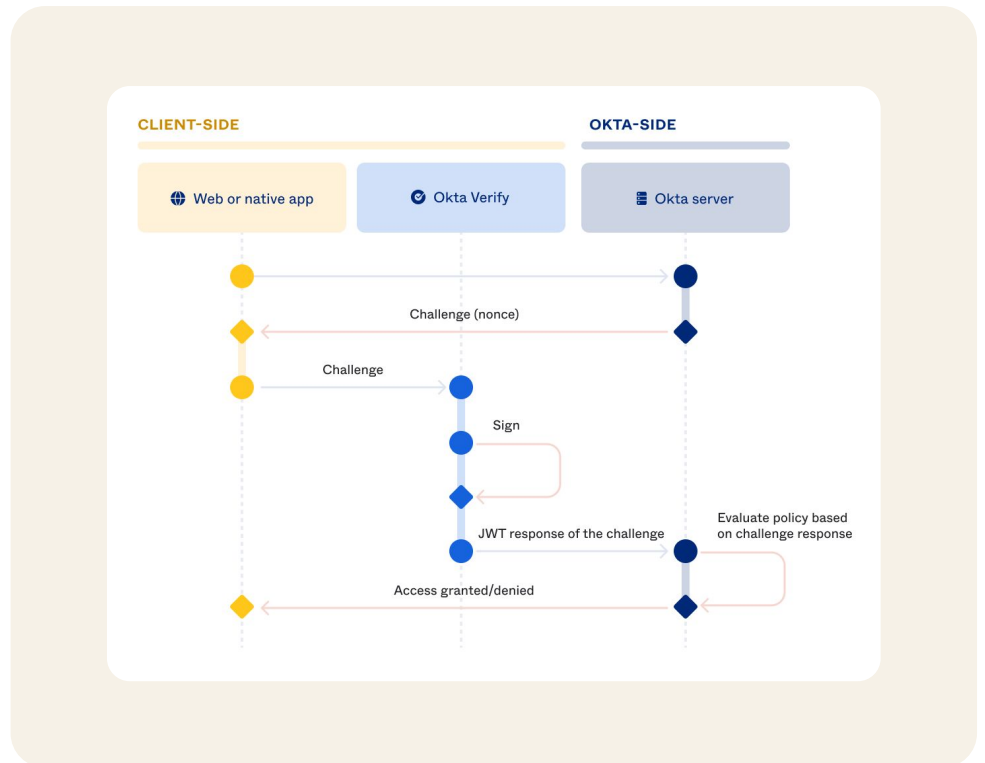 CLIENT-SIDE
OKTA-SIDE
Web or native app
Okta Verify
Okta server
Challenge (nonce)
Challenge
Sign
JWT response of the challenge
Evaluate policy based
on challenge response
Access granted/denied